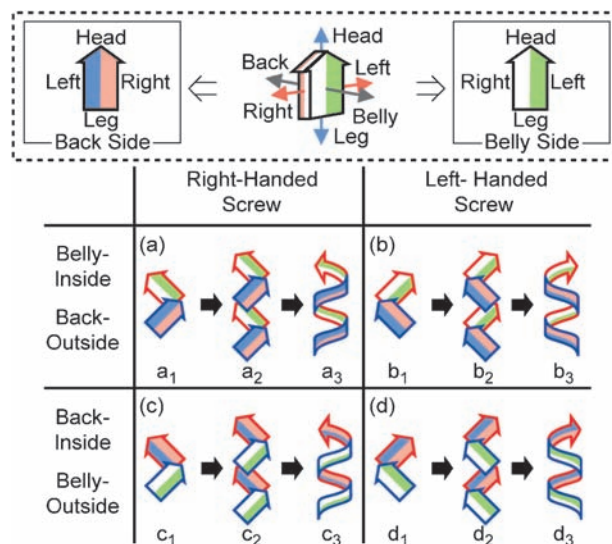 Head
Left Right
Leg
Back Side
Head
Back Left
Right Belly
Leg
Head
Right Left
Leg
Belly Side
Right-Handed Screw
Left- Handed Screw
Belly-Inside
Back-Outside
(a)
a1 a2 a3
(b)
b1 b2 b3
Back-Inside
Belly-Outside
(c)
c1 c2 c3
(d)
d1 d2 d3